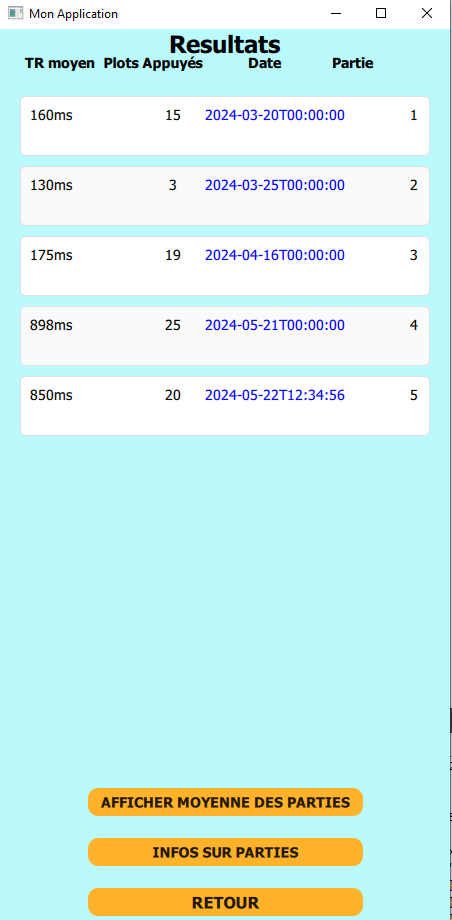 Mon Application
Resultats
TR moyen Plots Appuyés Date Partie
160ms 15 2024-03-20T00:00:00 1
130ms 3 2024-03-25T00:00:00 2
175ms 19 2024-04-16T00:00:00 3
898ms 25 2024-05-21T00:00:00 4
850ms 20 2024-05-22T12:34:56 5
AFFICHER MOYENNE DES PARTIES
INFOS SUR PARTIES
RETOUR